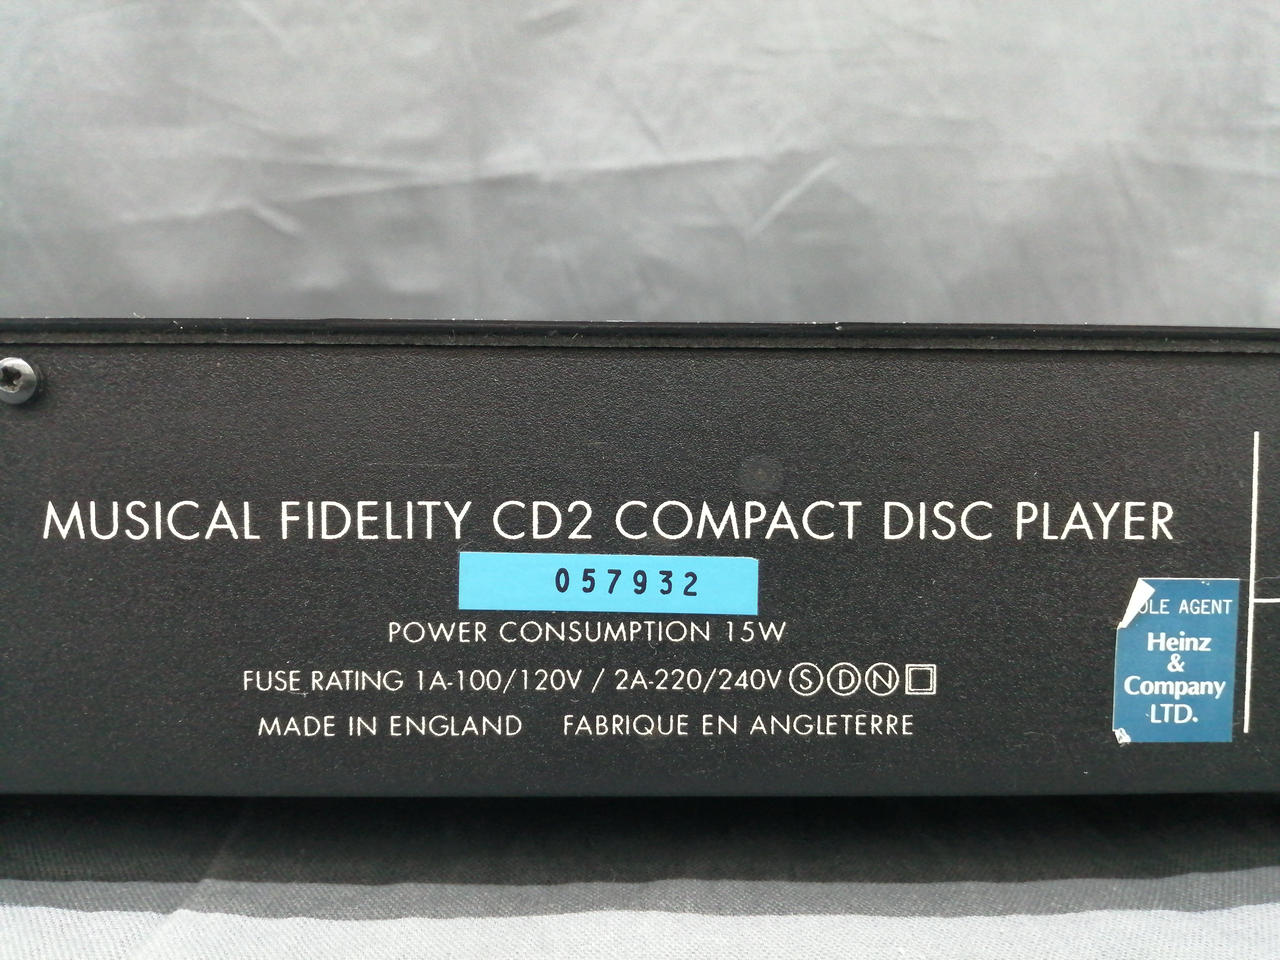 MUSICAL FIDELITY CD2 COMPACT DISC PLAYER
057932
POWER CONSUMPTION 15W
FUSE RATING 1A-100/120V / 2A-220/240V S D N
MADE IN ENGLAND FABRIQUE EN ANGLETERRE
OLE AGENT
Heinz
&
Company
LTD.